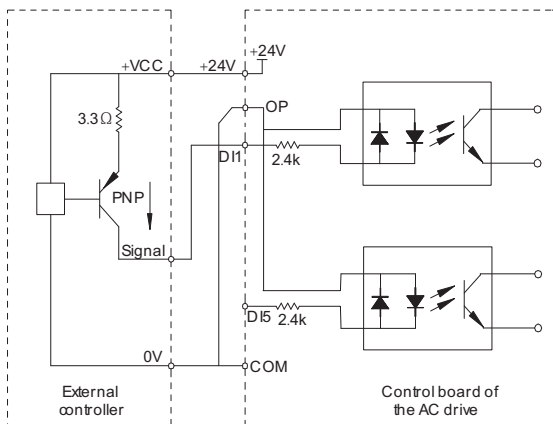 +24V
+VCC
+24V
OP
3.3Ω
DI1
2.4k
PNP
Signal
DI5
2.4k
0V
COM
External
controller
Control board of
the AC drive